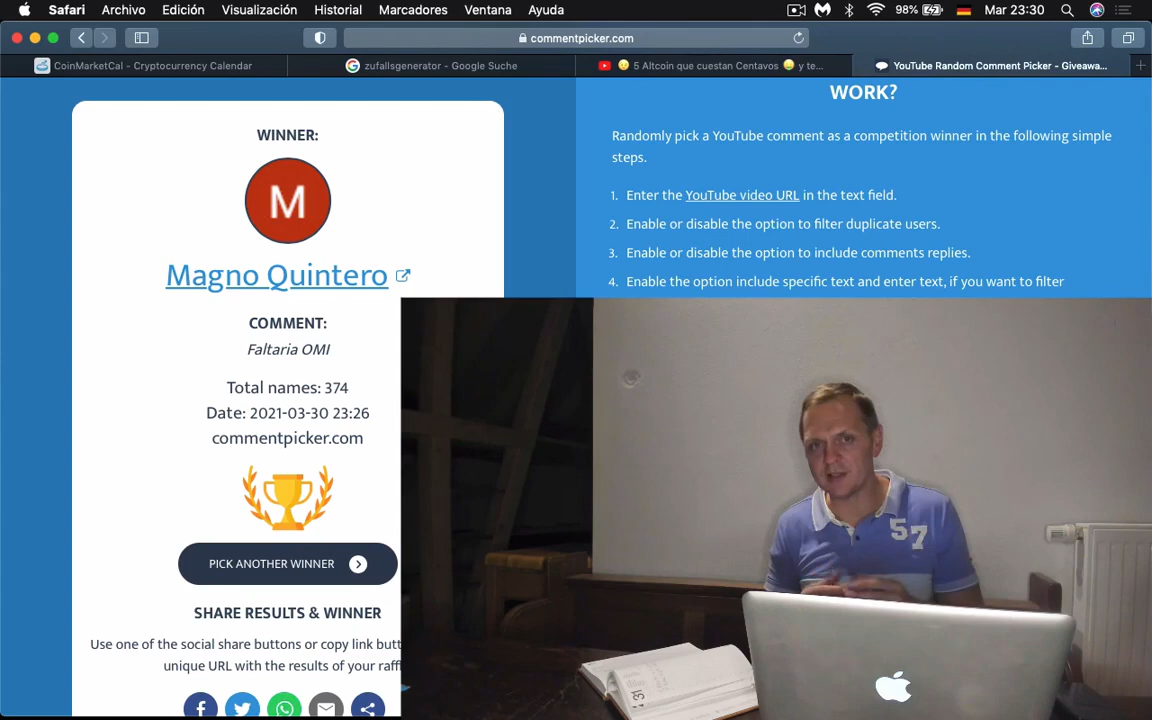 Safari Archivo Edición Visualización Historial Marcadores Ventana Ayuda 98% Mar 23:30
commentpicker.com
CoinMarketCal - Cryptocurrency Calendar
zufallsgenerator - Google Suche
5 Altcoin que cuestan Centavos y te...
YouTube Random Comment Picker - Giveawa...
WINNER:
M
Magno Quintero
COMMENT:
Faltaria OMI
Total names: 374
Date: 2021-03-30 23:26
commentpicker.com
PICK ANOTHER WINNER
SHARE RESULTS & WINNER
Use one of the social share buttons or copy link
unique URL with the results of your
WORK?
Randomly pick a YouTube comment as a competition winner in the following simple
steps.
1. Enter the YouTube video URL in the text field.
2. Enable or disable the option to filter duplicate users.
3. Enable or disable the option to include comments replies.
4. Enable the option include specific text and enter text, if you want to filter
57
31